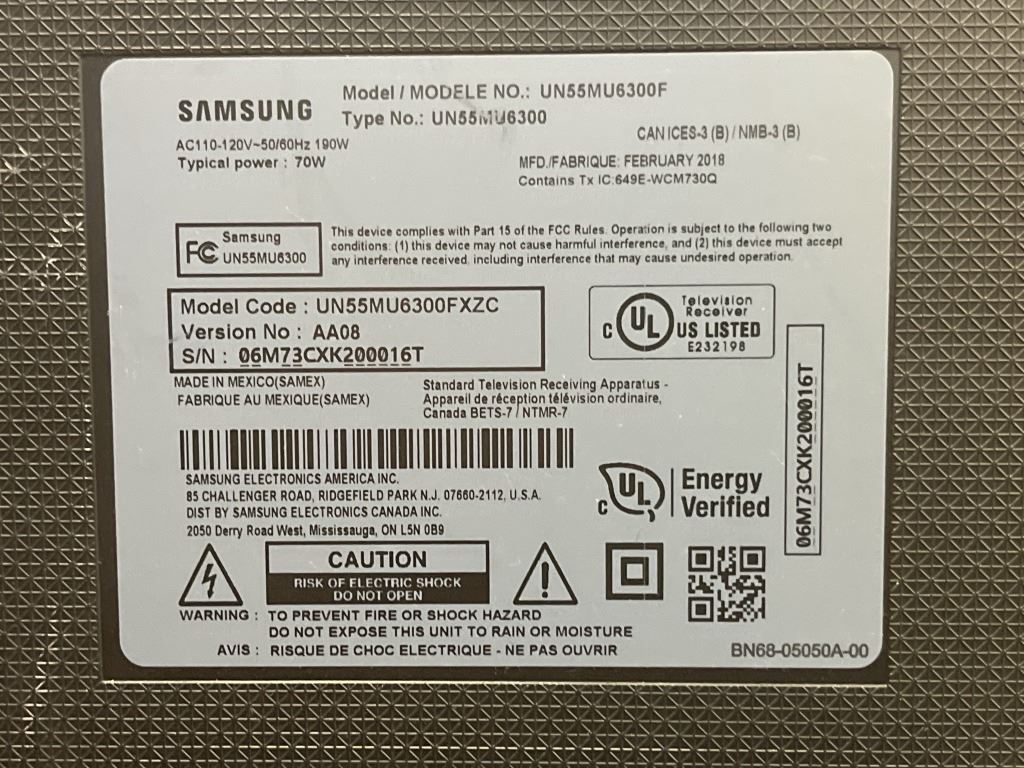 SAMSUNG
Model / MODELE NO.: UN55MU6300F
Type No.: UN55MU6300
AC110-120V~50/60Hz 190W
Typical power : 70W
CAN ICES-3 (B) / NMB-3 (B)
MFD./FABRIQUE: FEBRUARY 2018
Contains Tx IC:649E-WCM730Q
FC Samsung
UN55MU6300
This device complies with Part 15 of the FCC Rules. Operation is subject to the following two
conditions: (1) this device may not cause harmful interference, and (2) this device must accept
any interference received, including interference that may cause undesired operation.
Model Code : UN55MU6300FXZC
Version No : AA08
S/N : 06M73CXK200016T
C UL US LISTED
Television
Receiver
E232198
MADE IN MEXICO(SAMEX)
FABRIQUE AU MEXIQUE(SAMEX)
Standard Television Receiving Apparatus -
Appareil de réception télévision ordinaire,
Canada BETS-7 / NTMR-7
06M73CXK200016T
SAMSUNG ELECTRONICS AMERICA INC.
85 CHALLENGER ROAD, RIDGEFIELD PARK N.J. 07660-2112, U.S.A.
DIST BY SAMSUNG ELECTRONICS CANADA INC.
2050 Derry Road West, Mississauga, ON L5N 0B9
C UL Energy
Verified
CAUTION
RISK OF ELECTRIC SHOCK
DO NOT OPEN
WARNING : TO PREVENT FIRE OR SHOCK HAZARD
DO NOT EXPOSE THIS UNIT TO RAIN OR MOISTURE
AVIS : RISQUE DE CHOC ELECTRIQUE - NE PAS OUVRIR
BN68-05050A-00